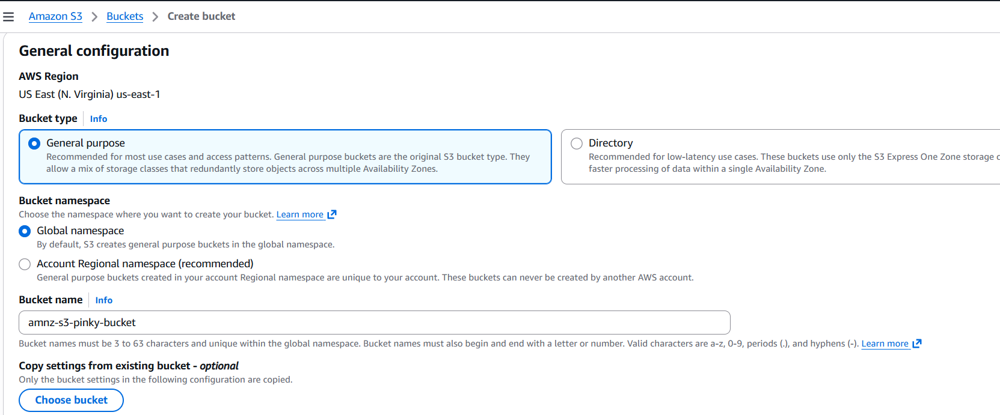 Amazon S3 > Buckets > Create bucket
General configuration
AWS Region
US East (N. Virginia) us-east-1
Bucket type Info
General purpose
Recommended for most use cases and access patterns. General purpose buckets are the original S3 bucket type. They
allow a mix of storage classes that redundantly store objects across multiple Availability Zones.
Directory
Recommended for low-latency use cases. These buckets use only the S3 Express One Zone storage
faster processing of data within a single Availability Zone.
Bucket namespace
Choose the namespace where you want to create your bucket. Learn more
Global namespace
By default, S3 creates general purpose buckets in the global namespace.
Account Regional namespace (recommended)
General purpose buckets created in your account Regional namespace are unique to your account. These buckets can never be created by another AWS account.
Bucket name Info
amnz-s3-pinky-bucket
Bucket names must be 3 to 63 characters and unique within the global namespace. Bucket names must also begin and end with a letter or number. Valid characters are a-z, 0-9, periods (.), and hyphens (-). Learn more
Copy settings from existing bucket - optional
Only the bucket settings in the following configuration are copied.
Choose bucket